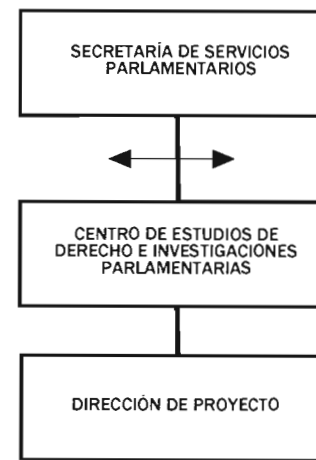 SECRETARÍA DE SERVICIOS
PARLAMENTARIOS
CENTRO DE ESTUDIOS DE
DERECHO E INVESTIGACIONES
PARLAMENTARIAS
DIRECCIÓN DE PROYECTO